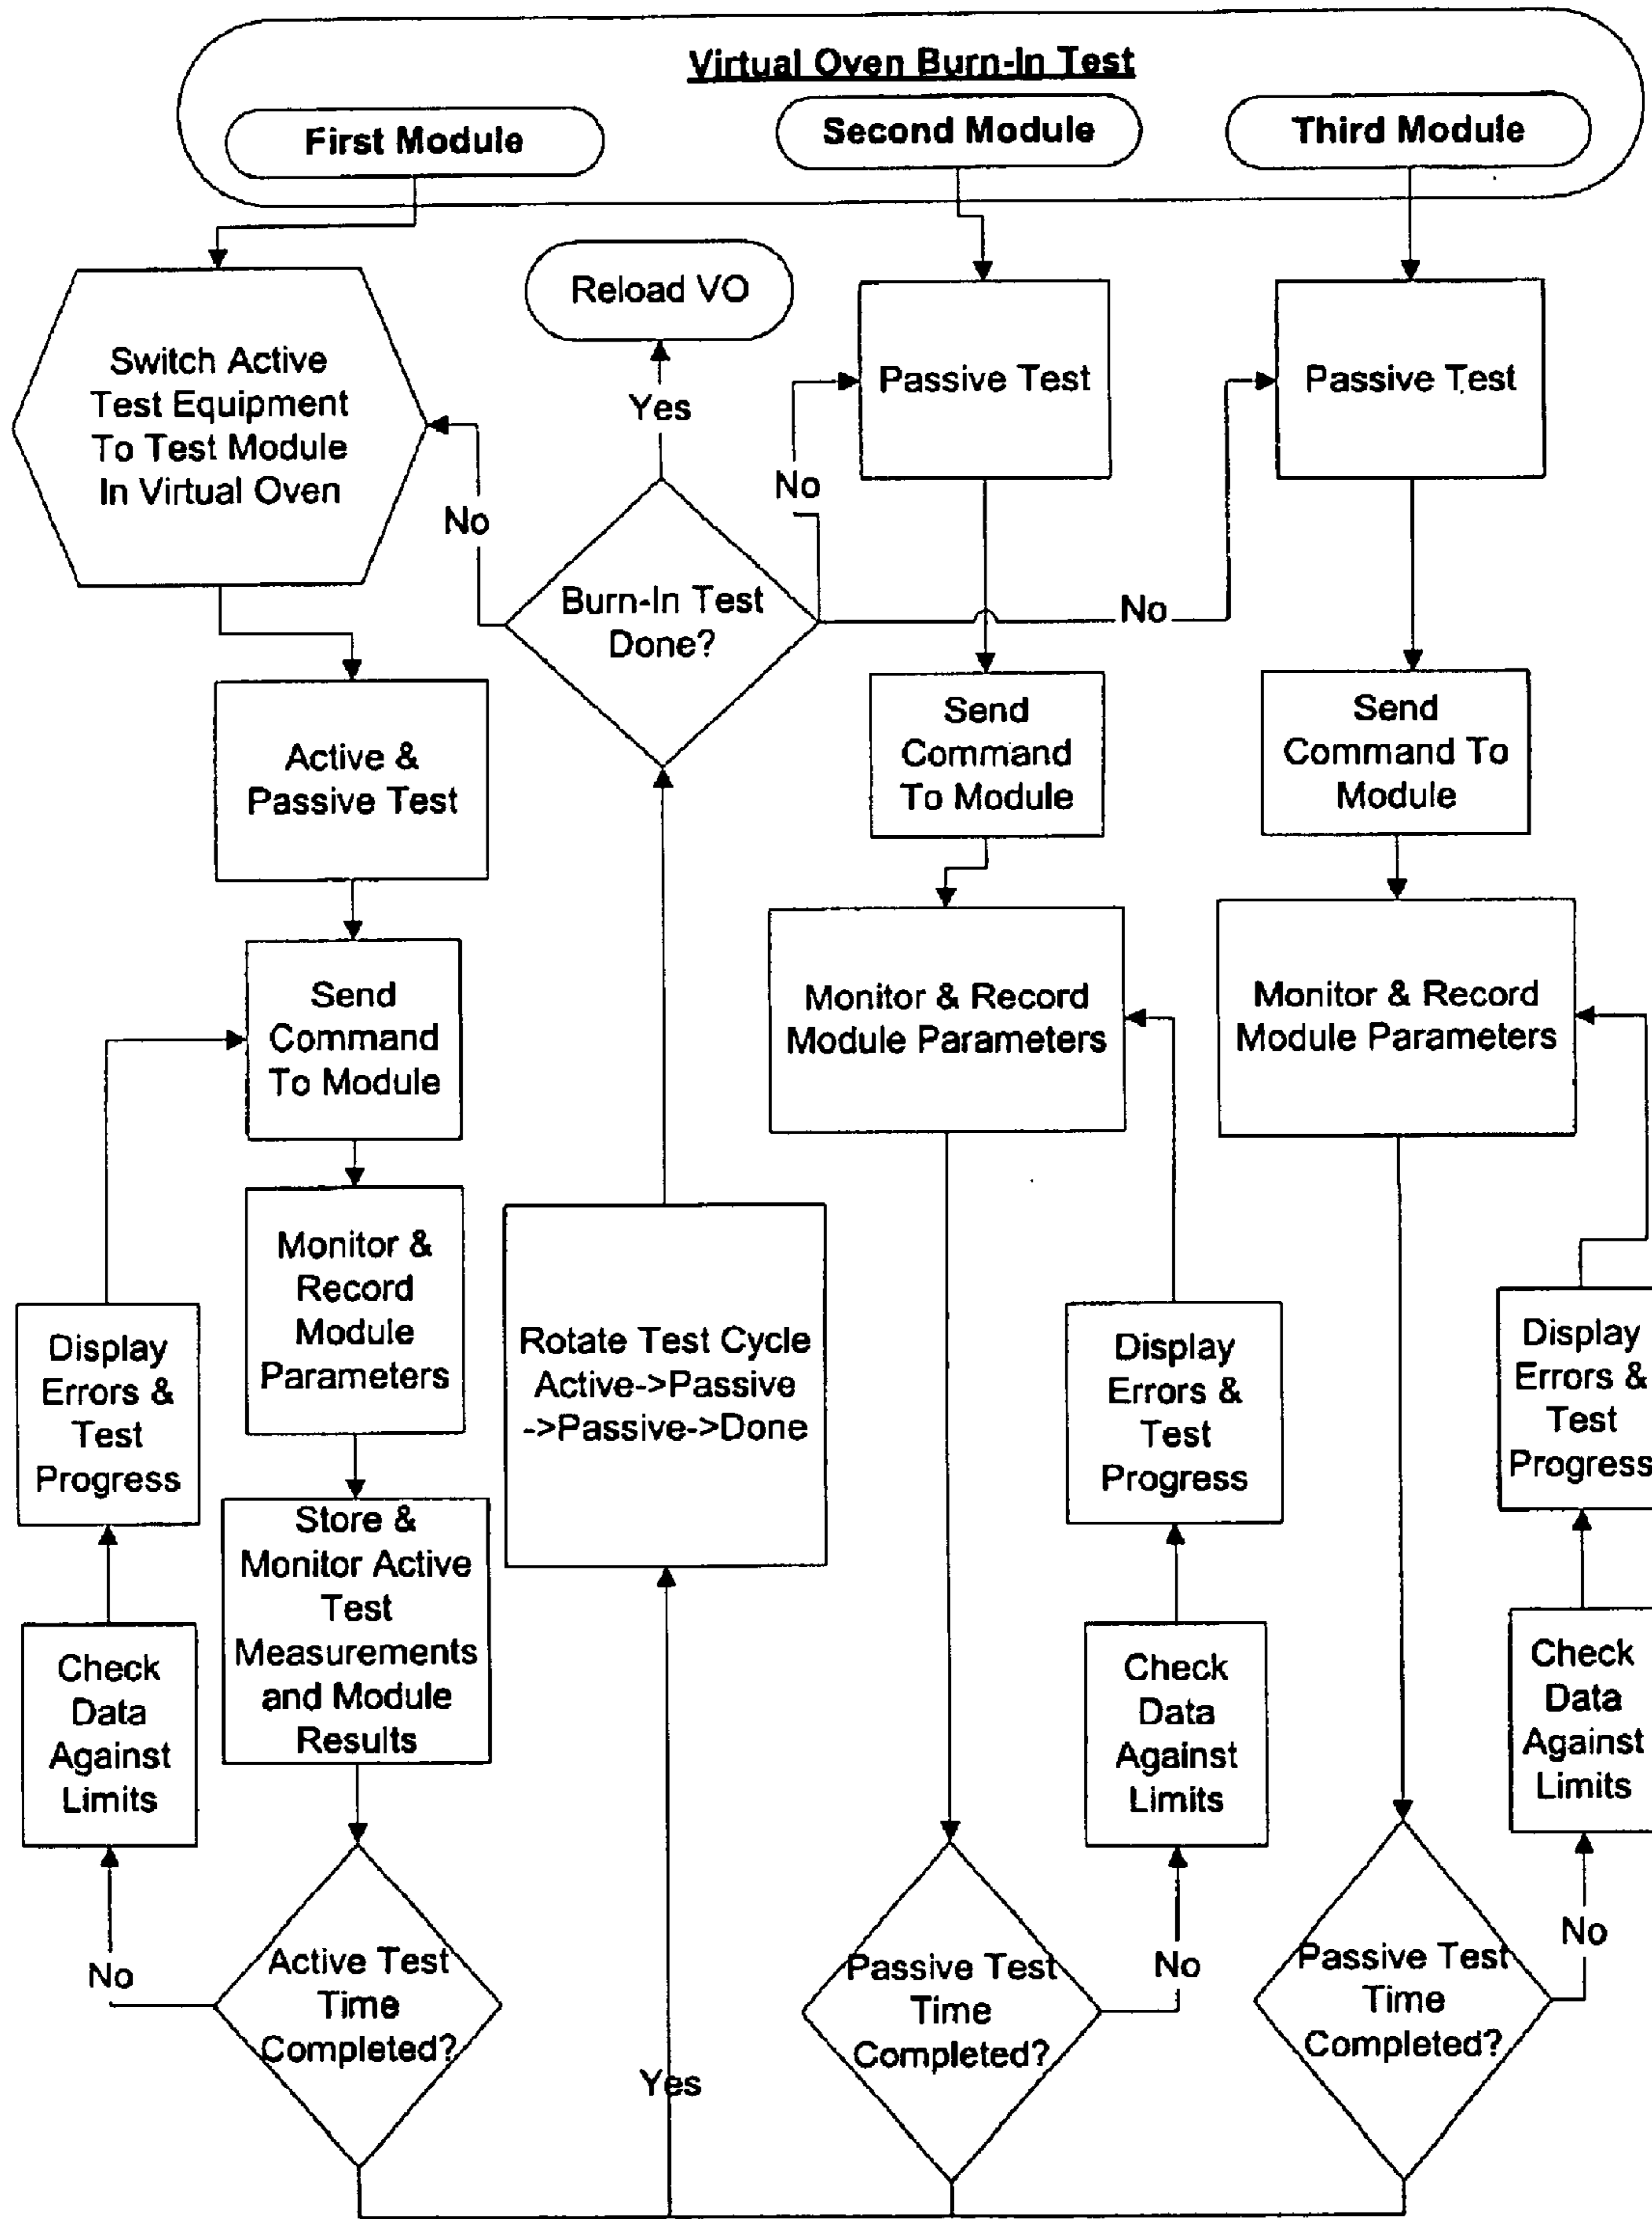 Virtual Oven Burn-In Test
First Module
Second Module
Third Module
Switch Active
Test Equipment
To Test Module
In Virtual Oven
Reload VO
Yes
No
Burn-In Test
Done?
No
No
Passive Test
Passive Test
Active &
Passive Test
Send
Command
To Module
Monitor &
Record
Module
Parameters
Store &
Monitor Active
Test
Measurements
and Module
Results
Active Test
Time
Completed?
No
Check
Data
Against
Limits
Display
Errors &
Test
Progress
Rotate Test Cycle
Active->Passive
->Passive->Done
Yes
Send
Command
To Module
Monitor & Record
Module Parameters
Passive Test
Time
Completed?
No
Check
Data
Against
Limits
Display
Errors &
Test
Progress
Send
Command To
Module
Monitor & Record
Module Parameters
Passive Test
Time
Completed?
No
Check
Data
Against
Limits
Display
Errors &
Test
Progress